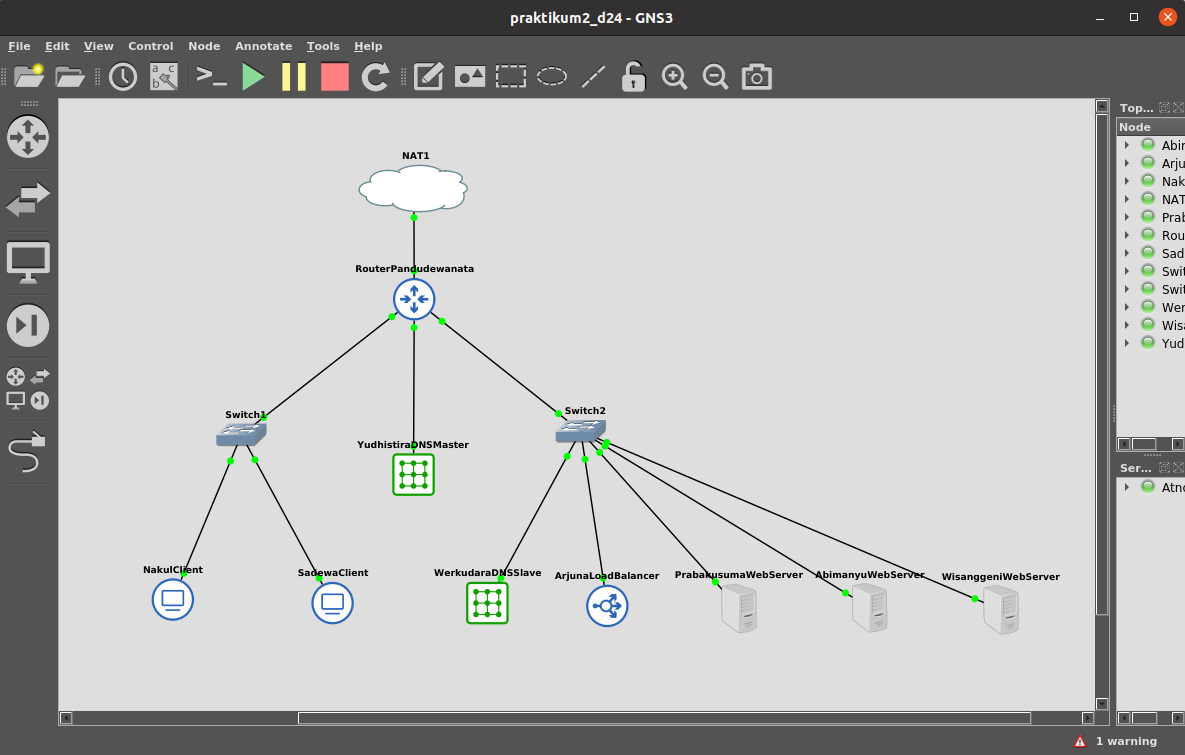 praktikum2_d24 - GNS3
File Edit View Control Node Annotate Tools Help
Top...
Node
Abir
Arju
Nak
NAT
Prab
Rou
Sad
Swit
Swit
Wer
Wisa
Yud
Ser...
Atno
NAT1
RouterPandudewanata
Switch1
Switch2
YudhistiraDNSMaster
NakulClient
SadewaClient
WerkudaraDNSSlave
ArjunaLoadBalancer
PrabakusumaWebServer
AbimanyuWebServer
WisanggeniWebServer
1 warning